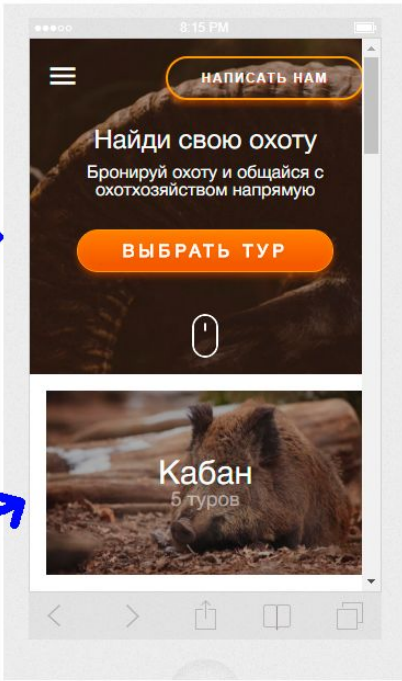 8:15 PM
НАПИСАТЬ НАМ
Найди свою охоту
Бронируй охоту и общайся с
охотхозяйством напрямую
ВЫБРАТЬ ТУР
Кабан
5 туров